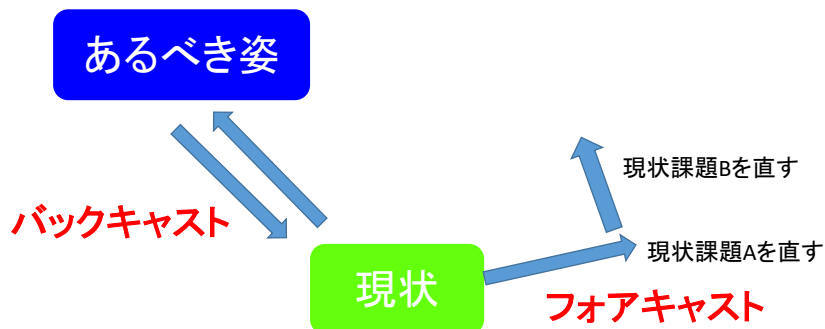 あるべき姿
現状課題Bを直す
バックキャスト
現状課題Aを直す
現状
フォアキャスト